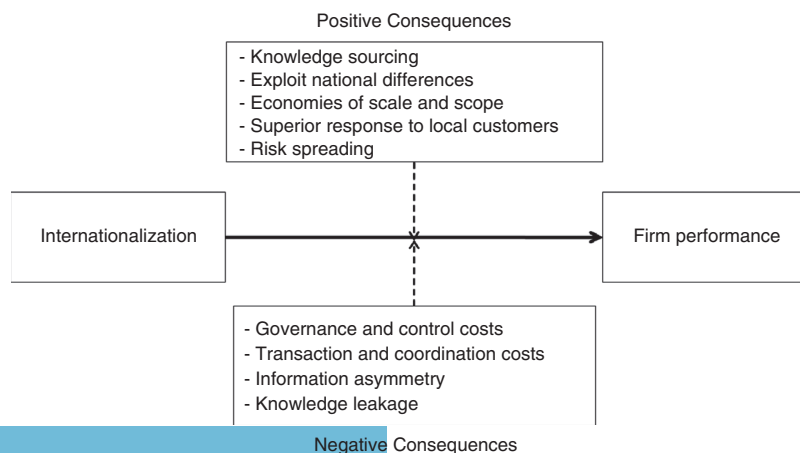 Positive Consequences
- Knowledge sourcing
- Exploit national differences
- Economies of scale and scope
- Superior response to local customers
- Risk spreading
Internationalization
Firm performance
- Governance and control costs
- Transaction and coordination costs
- Information asymmetry
- Knowledge leakage
Negative Consequences